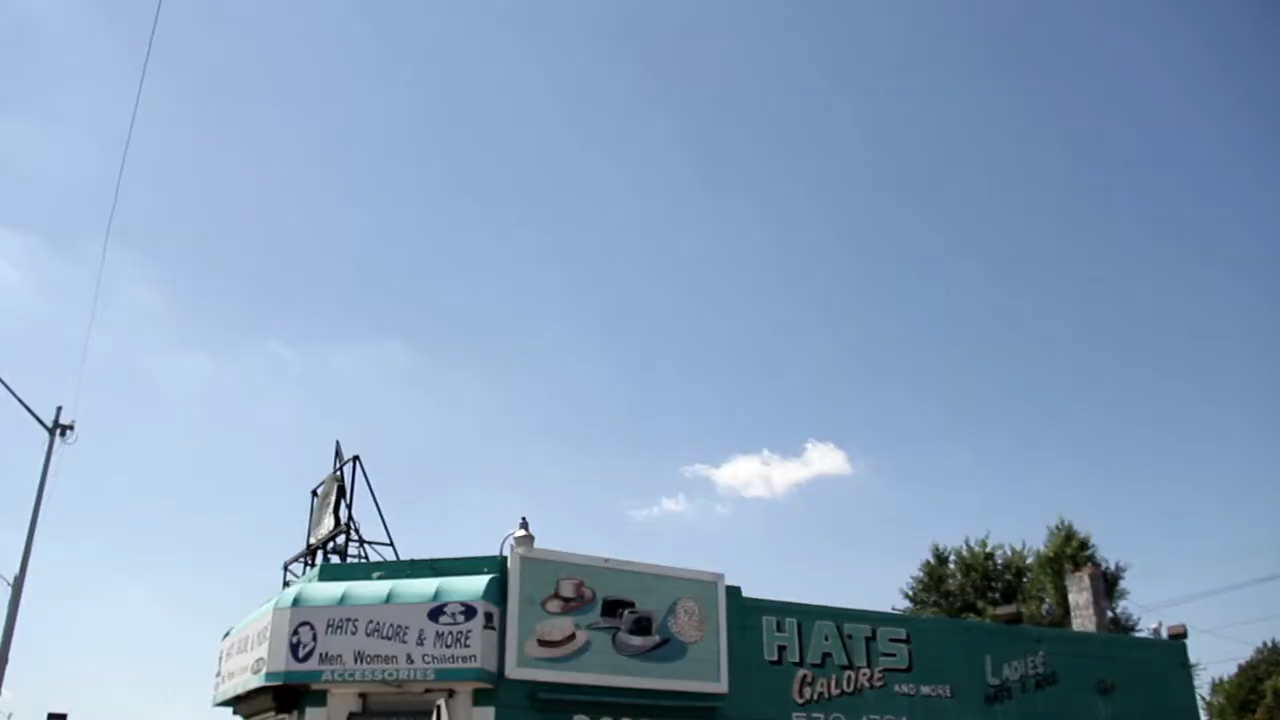 HATS GALORE & MORE
Men, Women & Children
ACCESSORIES
HATS
GALORE AND MORE
LADIES